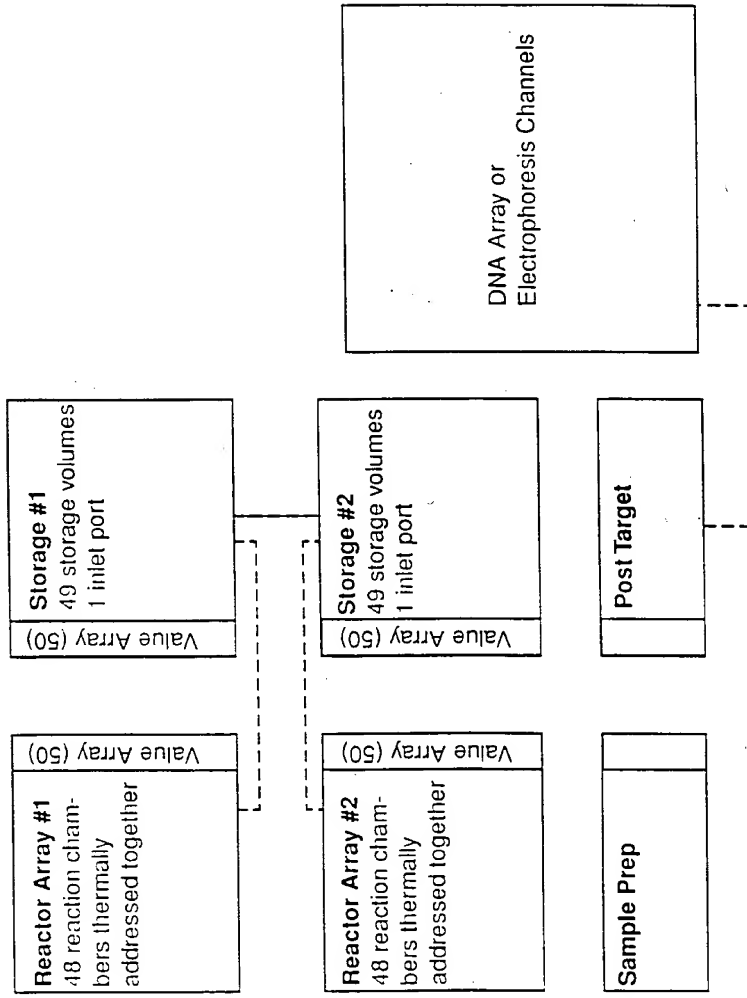 Reactor Array #1
48 reaction cham-
bers thermally
addressed together
Value Array (50)
Value Array (50)
Storage #1
49 storage volumes
1 inlet port
Reactor Array #2
48 reaction cham-
bers thermally
addressed together
Value Array (50)
Value Array (50)
Storage #2
49 storage volumes
1 inlet port
Sample Prep
Post Target
DNA Array or
Electrophoresis Channels